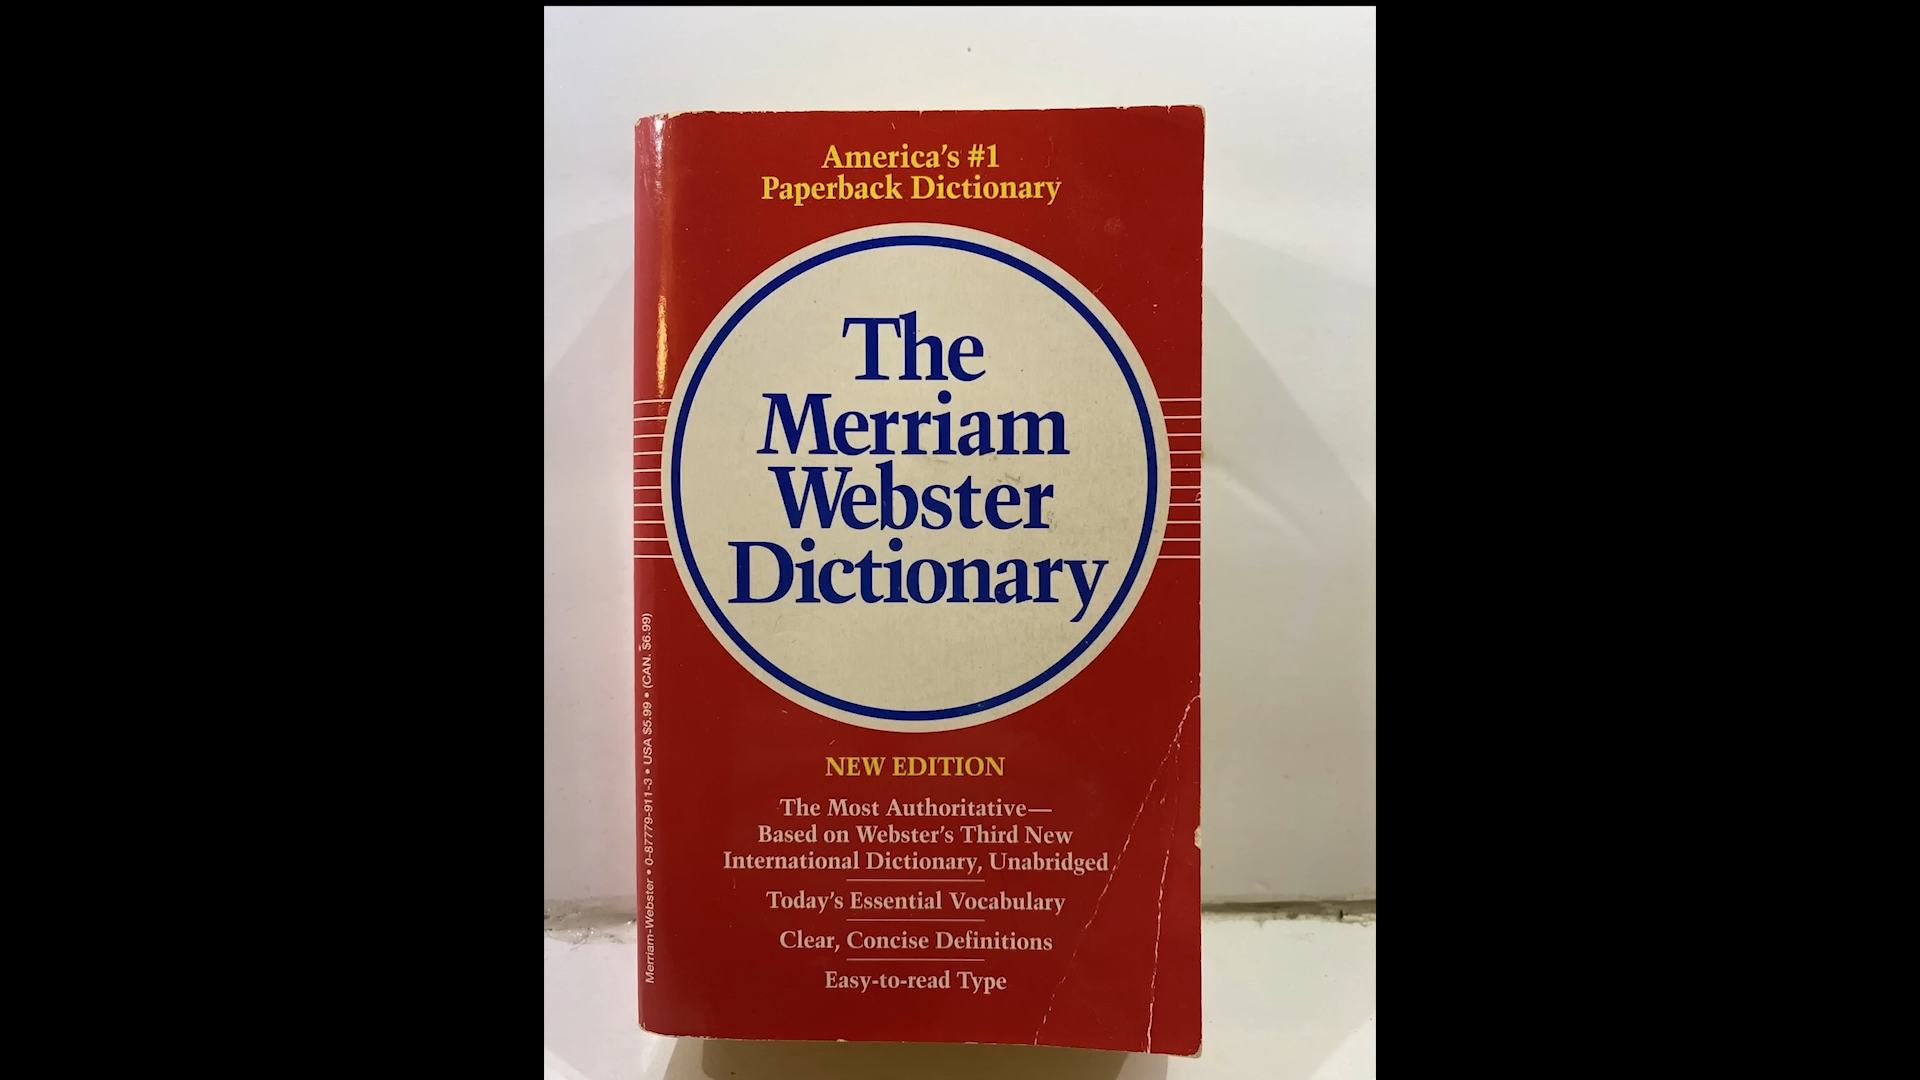 America's #1
Paperback Dictionary
The
Merriam
Webster
Dictionary
NEW EDITION
The Most Authoritative—
Based on Webster's Third New
International Dictionary, Unabridged
Today's Essential Vocabulary
Clear, Concise Definitions
Easy-to-read Type
Merriam-Webster • 0-87779-911-3 • USA $5.99 • (CAN. $6.99)